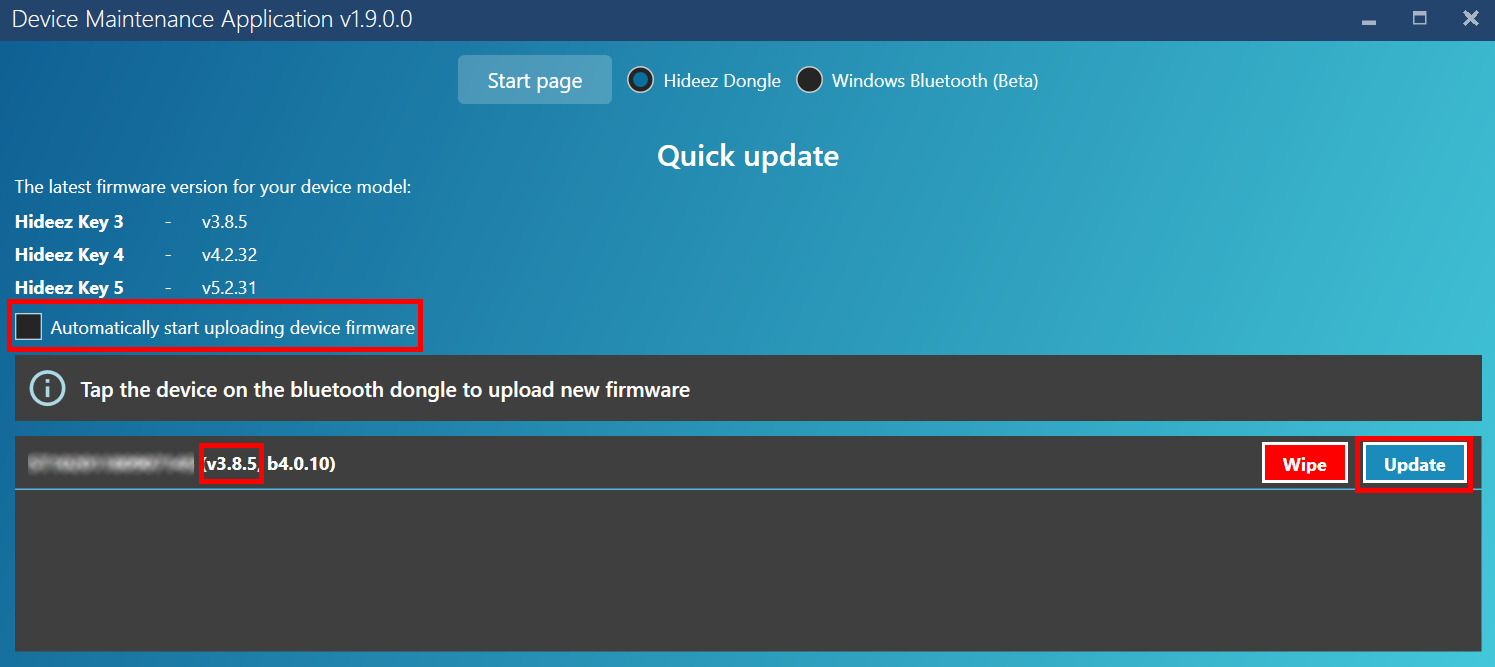 Device Maintenance Application v1.9.0.0
Start page Hideez Dongle Windows Bluetooth (Beta)
Quick update
The latest firmware version for your device model:
Hideez Key 3 - v3.8.5
Hideez Key 4 - v4.2.32
Hideez Key 5 - v5.2.31
Automatically start uploading device firmware
Tap the device on the bluetooth dongle to upload new firmware
(v3.8.5, b4.0.10) Wipe Update